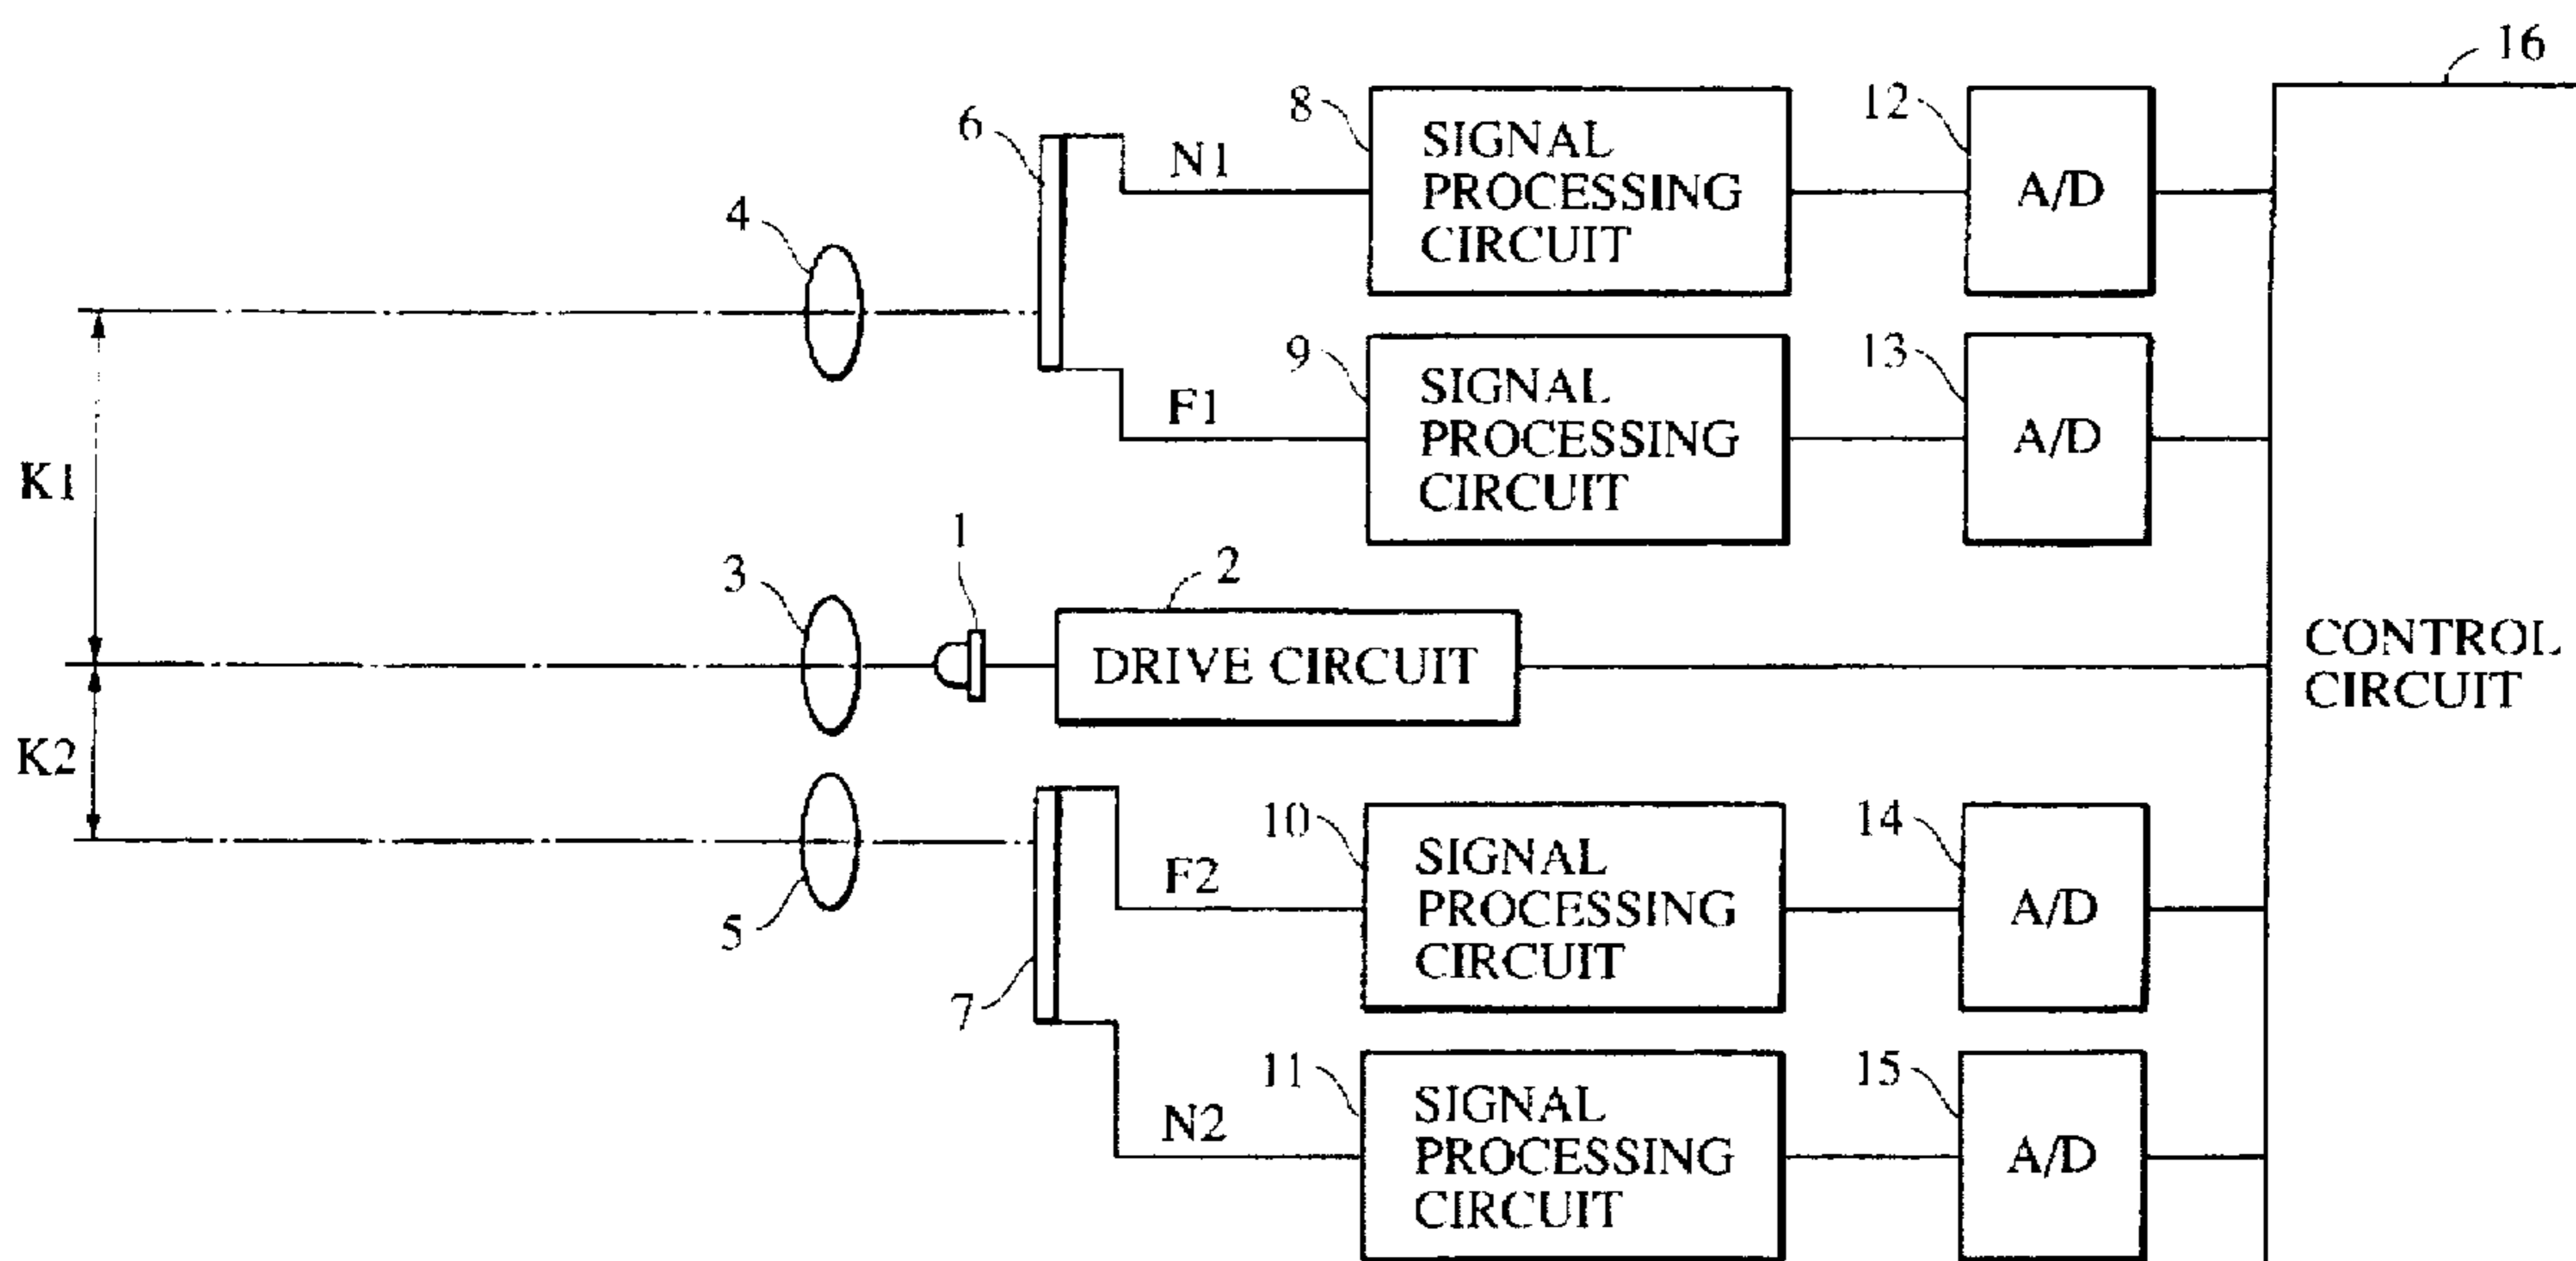 16
6
N1
8
SIGNAL
PROCESSING
CIRCUIT
12
A/D
4
K1
F1
9
SIGNAL
PROCESSING
CIRCUIT
13
A/D
3
1
2
DRIVE CIRCUIT
CONTROL
CIRCUIT
K2
5
7
F2
10
SIGNAL
PROCESSING
CIRCUIT
14
A/D
N2
11
SIGNAL
PROCESSING
CIRCUIT
15
A/D